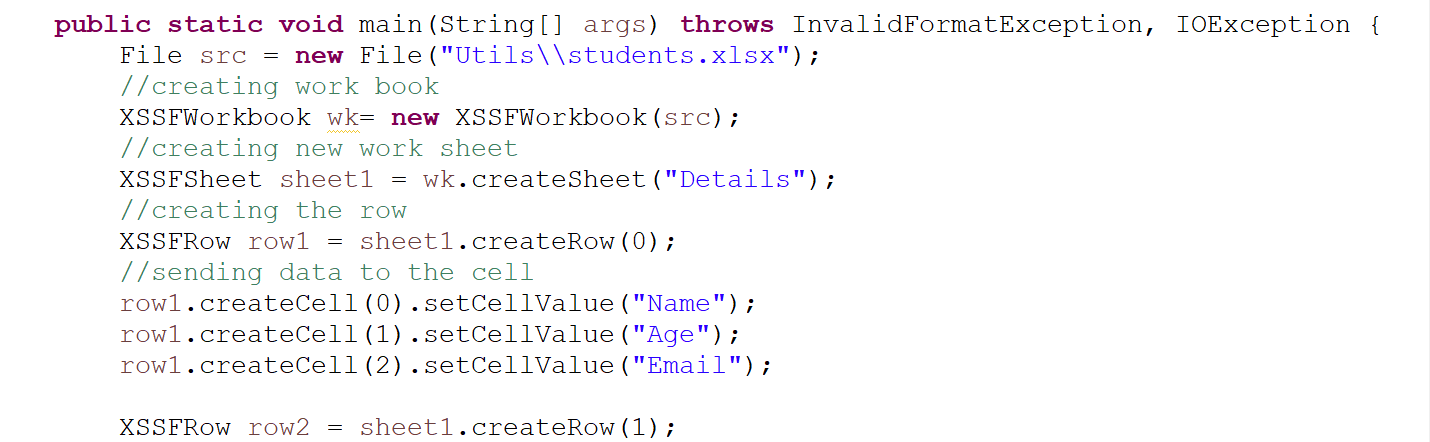 public static void main(String[] args) throws InvalidFormatException, IOException {
File src = new File("Utils\\students.xlsx");
//creating work book
XSSFWorkbook wk= new XSSFWorkbook(src);
//creating new work sheet
XSSFSheet sheet1 = wk.createSheet("Details");
//creating the row
XSSFRow row1 = sheet1.createRow(0);
//sending data to the cell
row1.createCell(0).setCellValue("Name");
row1.createCell(1).setCellValue("Age");
row1.createCell(2).setCellValue("Email");
XSSFRow row2 = sheet1.createRow(1);